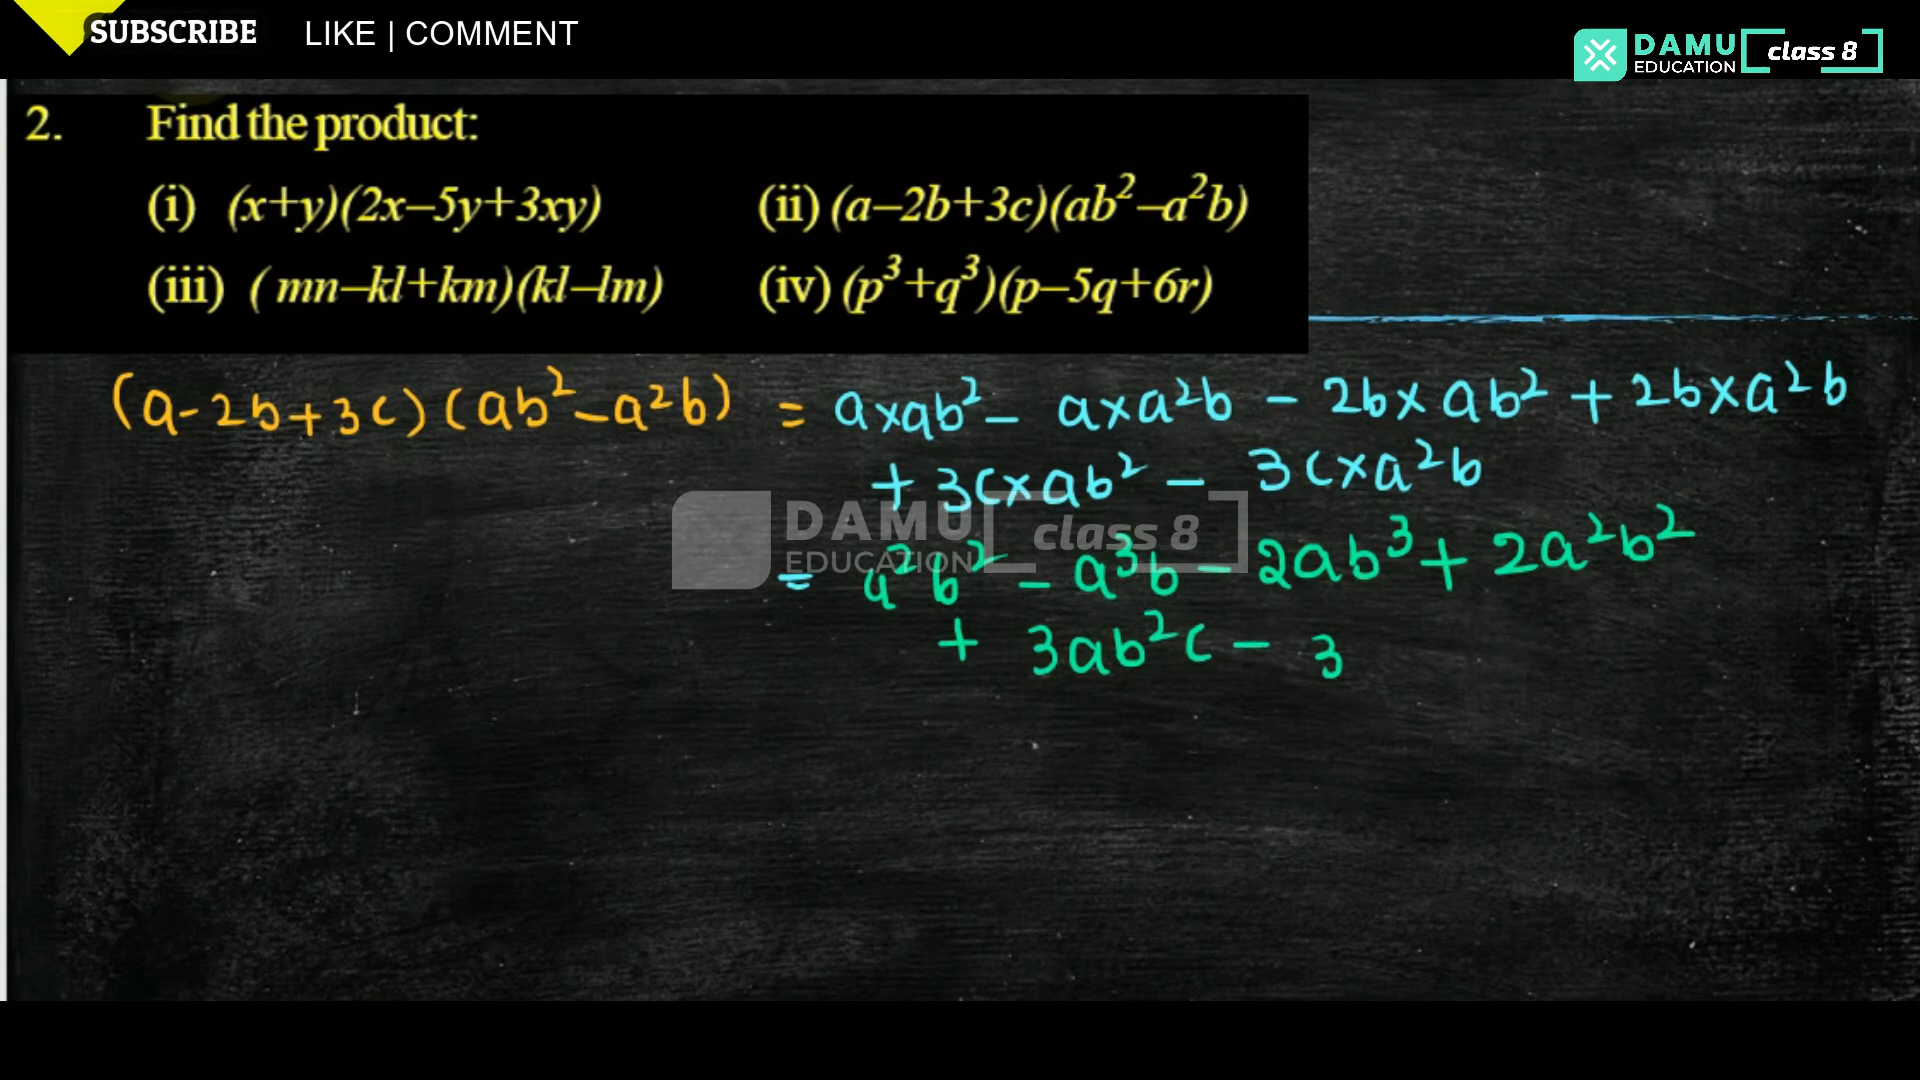 SUBSCRIBE LIKE | COMMENT
DAMU EDUCATION class 8
2. Find the product:
(i) (x+y)(2x–5y+3xy) (ii) (a–2b+3c)(ab²–a²b)
(iii) ( mn–kl+km)(kl–lm) (iv) (p³+q³)(p–5q+6r)
(a-2b+3c)(ab²-a²b) = a×ab² - a×a²b - 2b×ab² + 2b×a²b
+ 3c×ab² - 3c×a²b
DAMU EDUCATION class 8
= a²b² - a³b - 2ab³ + 2a²b²
+ 3ab²c - 3